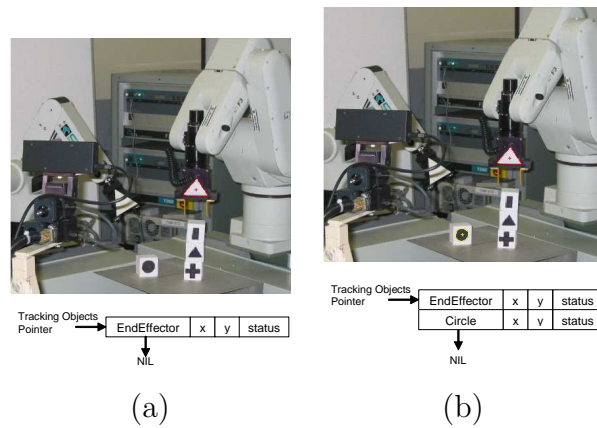 Tracking Objects
Pointer
EndEffector x y status
NIL
(a)
Tracking Objects
Pointer
EndEffector x y status
Circle x y status
NIL
(b)